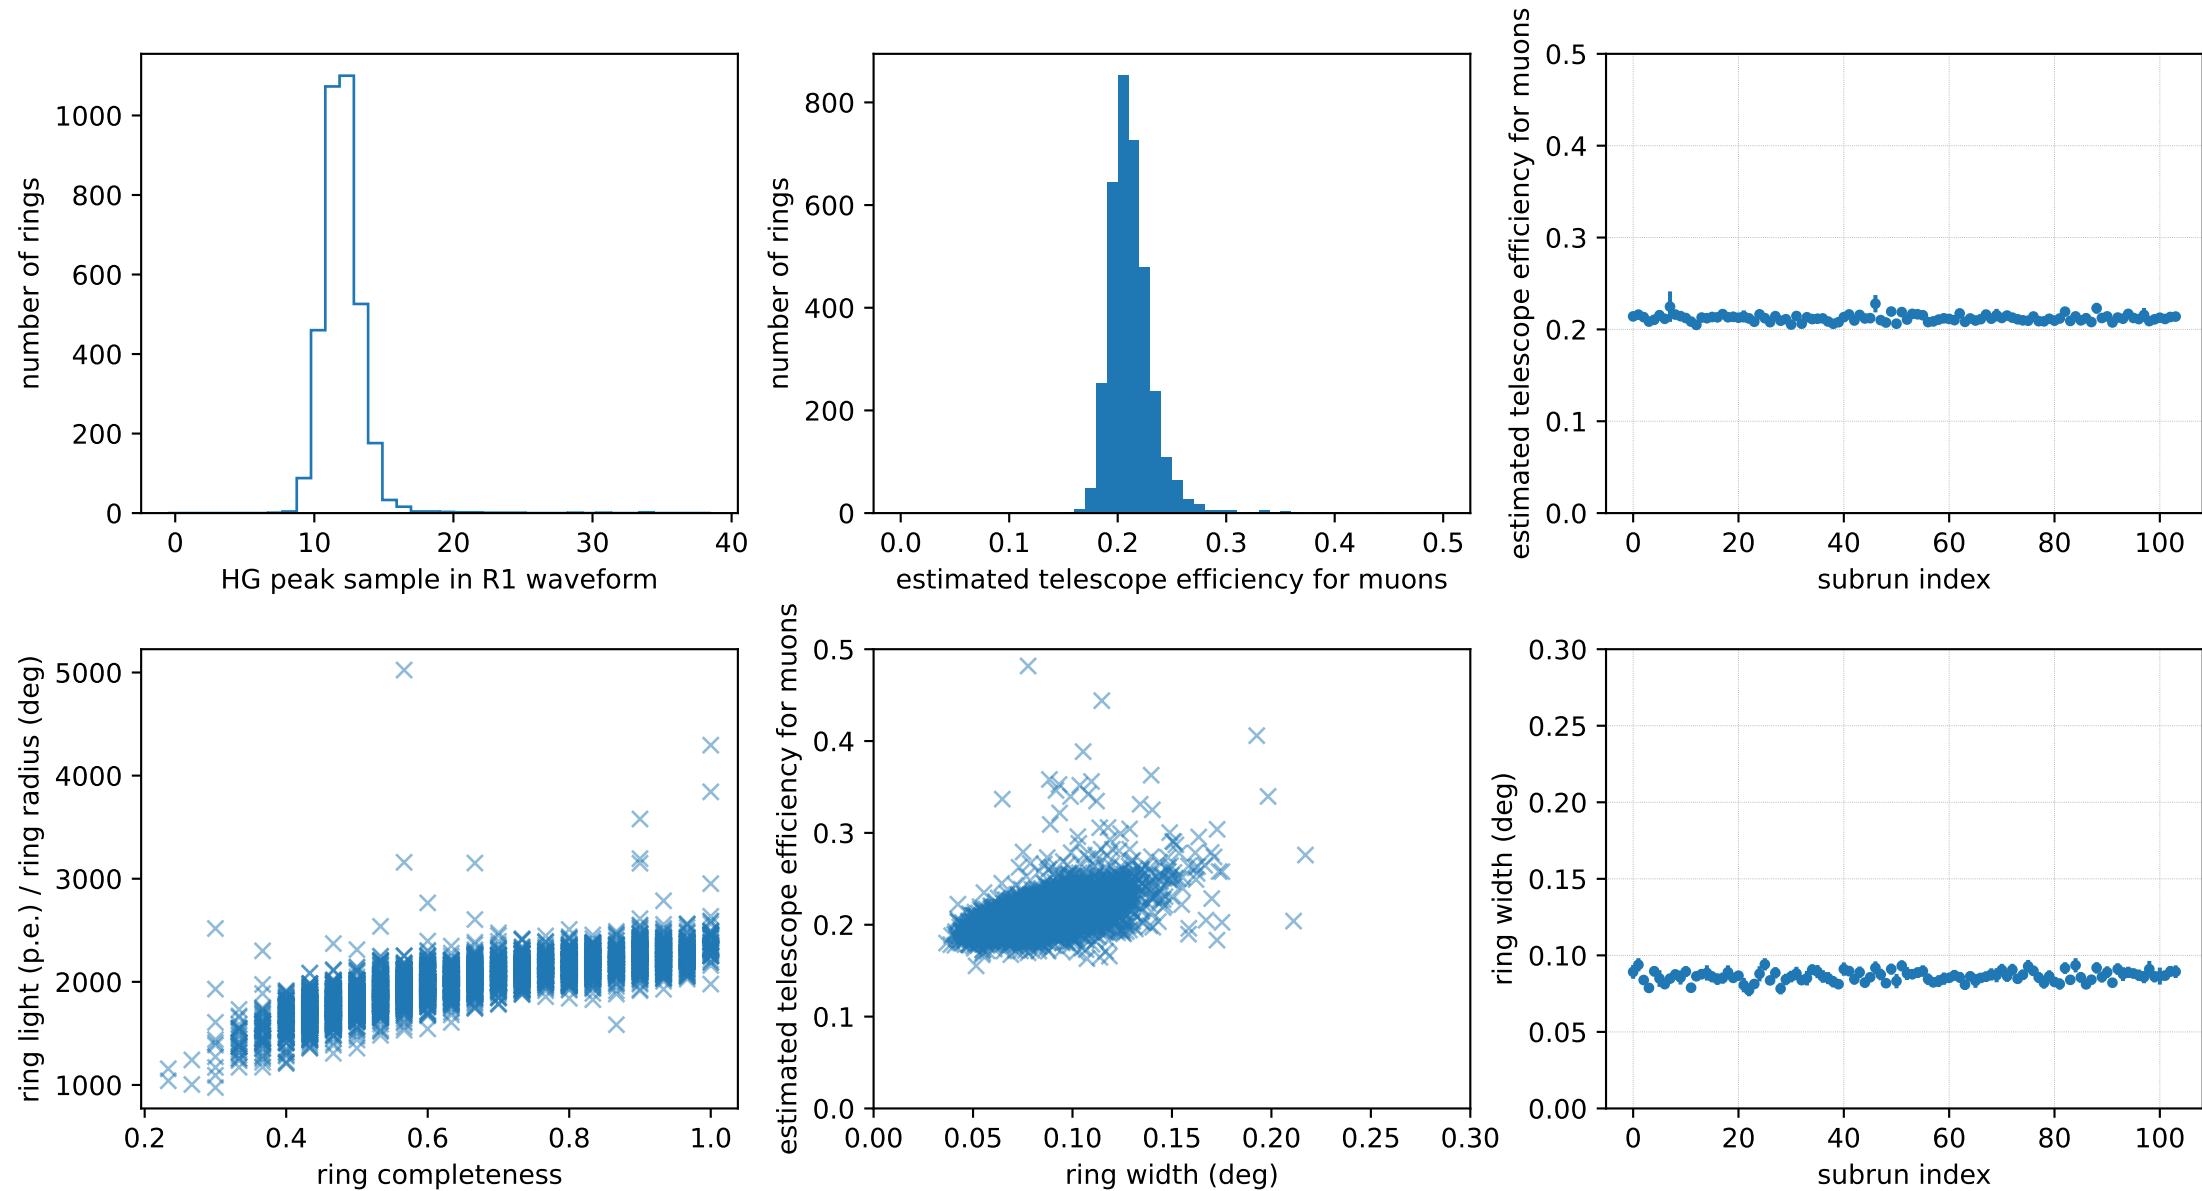 number of rings
1000
800
600
400
200
0
0 10 20 30 40
HG peak sample in R1 waveform
number of rings
800
600
400
200
0
0.0 0.1 0.2 0.3 0.4 0.5
estimated telescope efficiency for muons
estimated telescope efficiency for muons
0.5
0.4
0.3
0.2
0.1
0.0
0 20 40 60 80 100
subrun index
ring light (p.e.) / ring radius (deg)
5000
4000
3000
2000
1000
0.2 0.4 0.6 0.8 1.0
ring completeness
estimated telescope efficiency for muons
0.5
0.4
0.3
0.2
0.1
0.0
0.00 0.05 0.10 0.15 0.20 0.25 0.30
ring width (deg)
ring width (deg)
0.30
0.25
0.20
0.15
0.10
0.05
0.00
0 20 40 60 80 100
subrun index